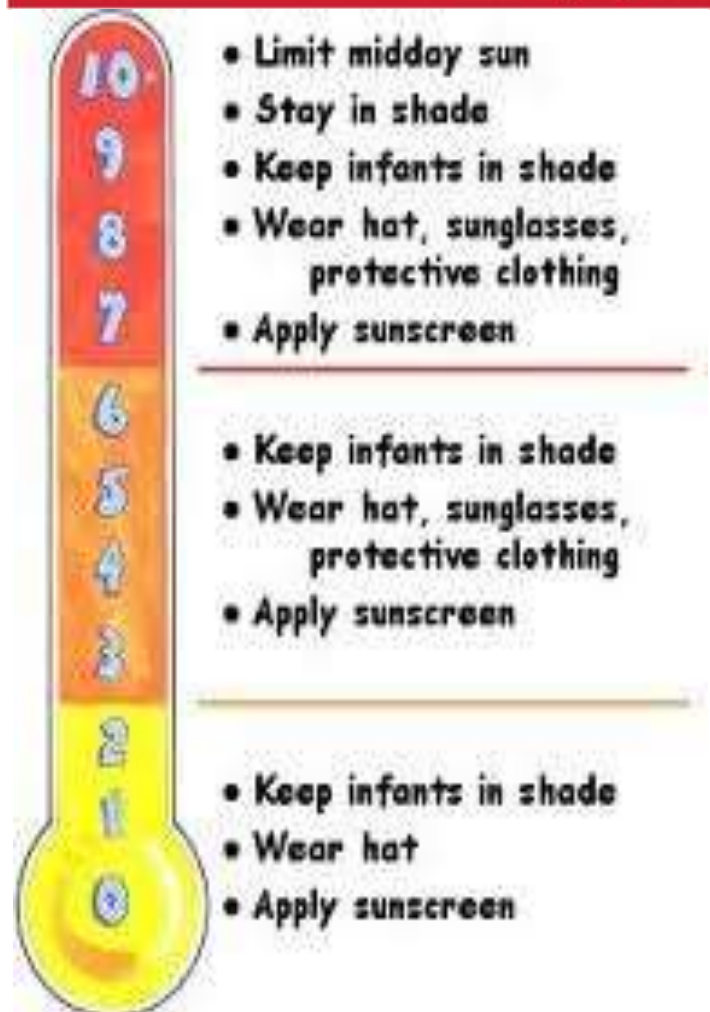 10
9
8
7
6
5
4
3
2
1
0
• Limit midday sun
• Stay in shade
• Keep infants in shade
• Wear hat, sunglasses,
protective clothing
• Apply sunscreen
• Keep infants in shade
• Wear hat, sunglasses,
protective clothing
• Apply sunscreen
• Keep infants in shade
• Wear hat
• Apply sunscreen